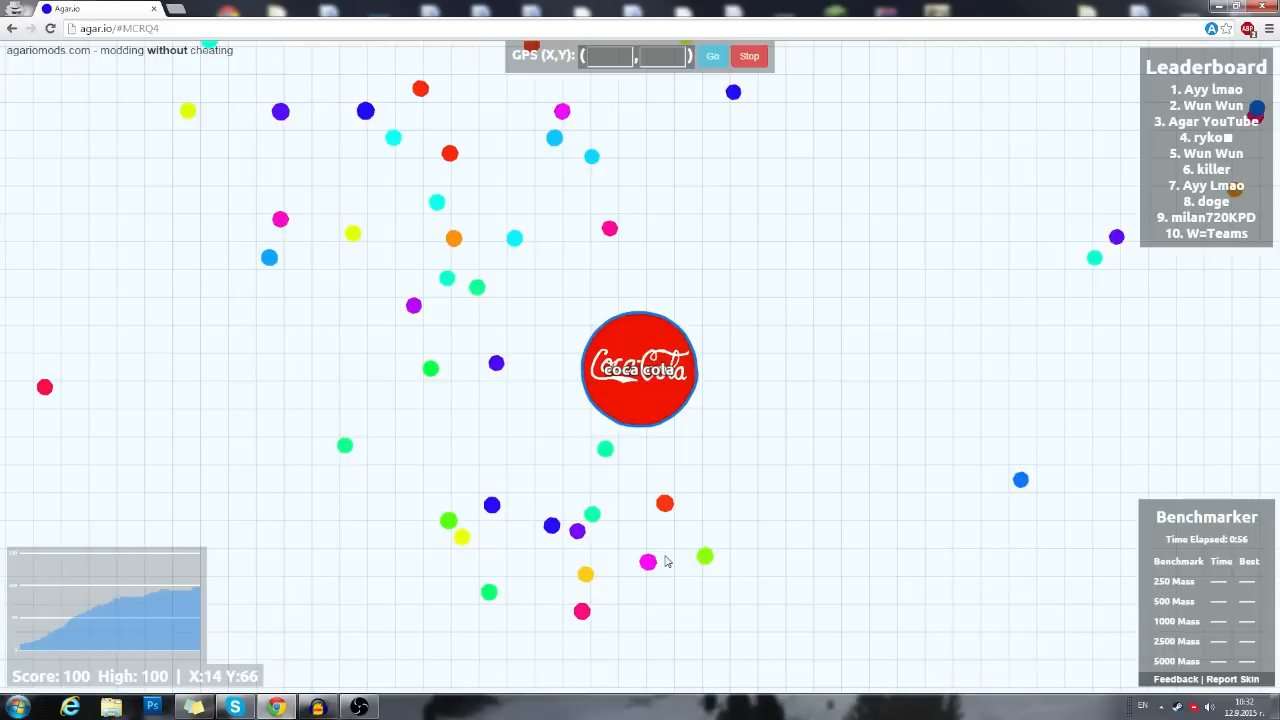 Agar.io
agar.io/#MCRQ4
agariomods.com - modding without cheating
GPS (X,Y): ( , ) Go Stop
Leaderboard
1. Ayy lmao
2. Wun Wun
3. Agar YouTube
4. ryko
5. Wun Wun
6. killer
7. Ayy Lmao
8. doge
9. milan720KPD
10. W=Teams
Coca-Cola
coca cola
Benchmarker
Time Elapsed: 0:56
Benchmark Time Best
250 Mass
500 Mass
1000 Mass
2500 Mass
5000 Mass
Feedback | Report Skin
Score: 100 High: 100 | X:14 Y:66
EN
10:32
12.9.2015 г.